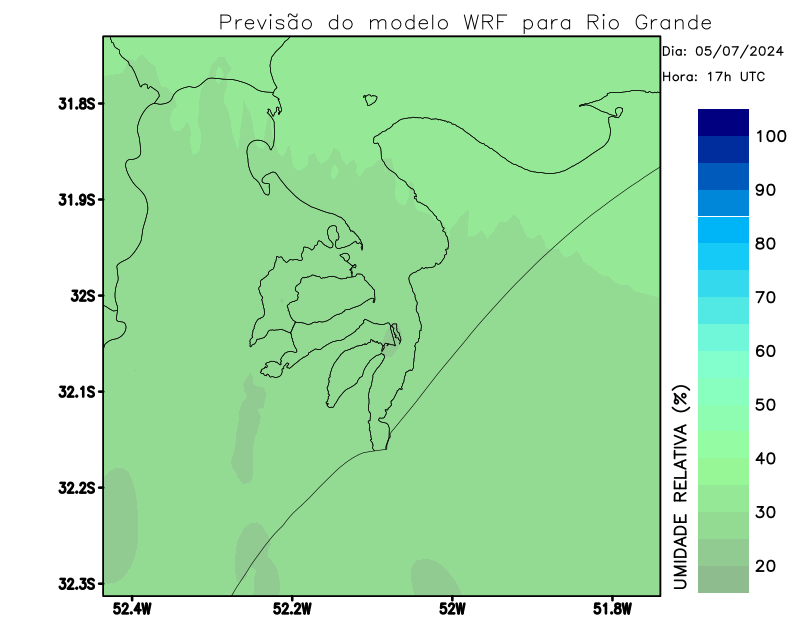 Previsão do modelo WRF para Rio Grande
Dia: 05/07/2024
Hora: 17h UTC
31.8S
31.9S
32S
32.1S
32.2S
32.3S
52.4W
52.2W
52W
51.8W
100
90
80
70
60
50
40
30
20
UMIDADE RELATIVA (%)